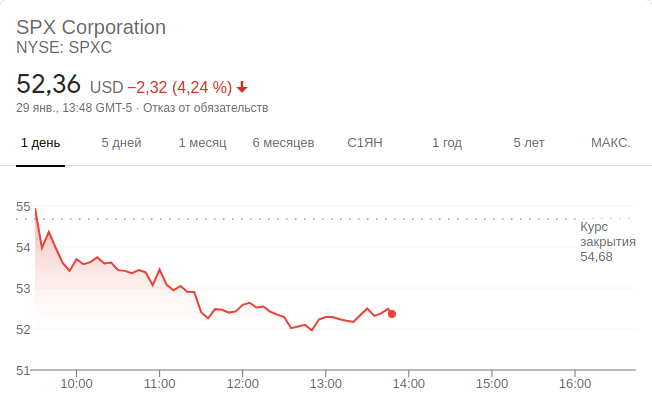 SPX Corporation
NYSE: SPXC
52,36 USD −2,32 (4,24 %)
29 янв., 13:48 GMT-5 · Отказ от обязательств
1 день 5 дней 1 месяц 6 месяцев С1ЯН 1 год 5 лет МАКС.
55
Курс
закрытия
54
54,68
53
52
51
10:00 11:00 12:00 13:00 14:00 15:00 16:00